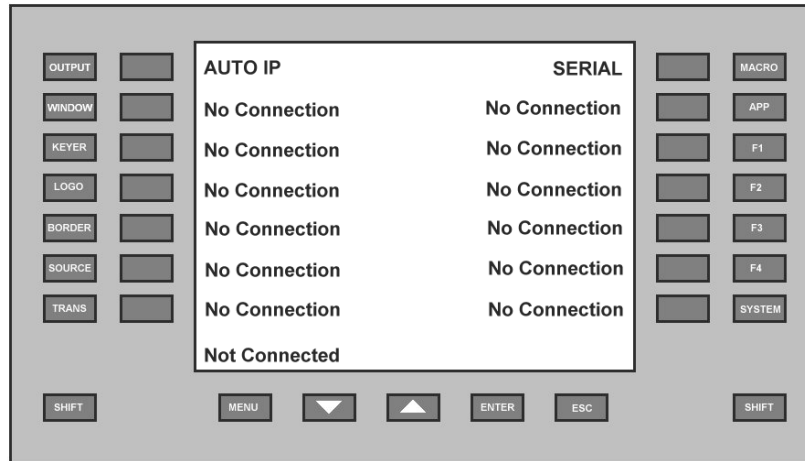 OUTPUT AUTO IP SERIAL MACRO
WINDOW No Connection No Connection APP
KEYER No Connection No Connection F1
LOGO No Connection No Connection F2
BORDER No Connection No Connection F3
SOURCE No Connection No Connection F4
TRANS No Connection No Connection SYSTEM
Not Connected
SHIFT MENU ENTER ESC SHIFT